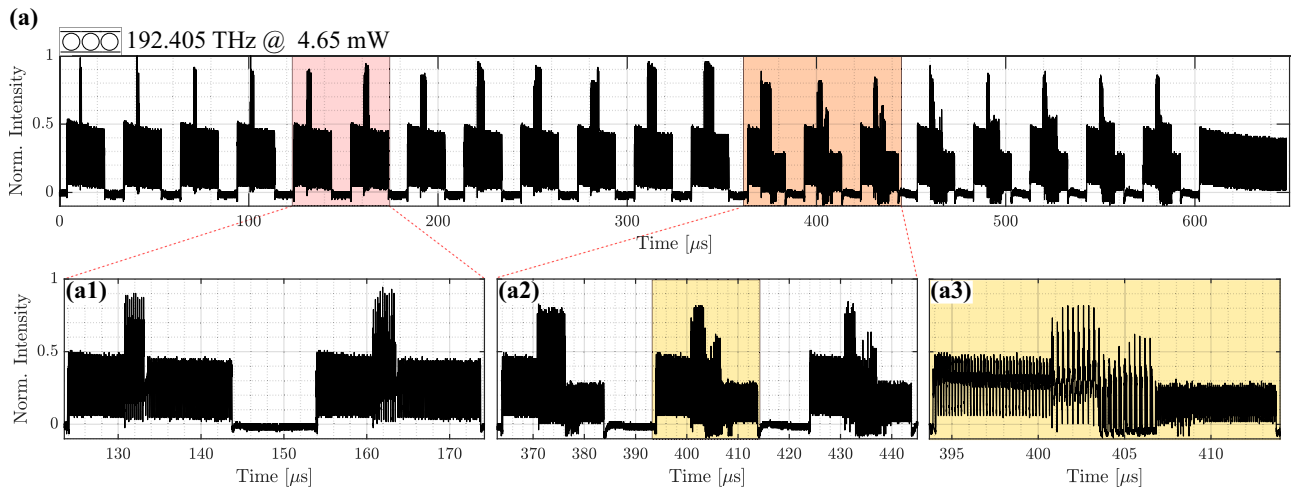 (a)
192.405 THz @ 4.65 mW
Norm. Intensity
1
0.5
0
0 100 200 300 400 500 600
Time [μs]
(a1) (a2) (a3)
Norm. Intensity
1
0.5
0
130 140 150 160 170
370 380 390 400 410 420 430 440
395 400 405 410
Time [μs] Time [μs] Time [μs]